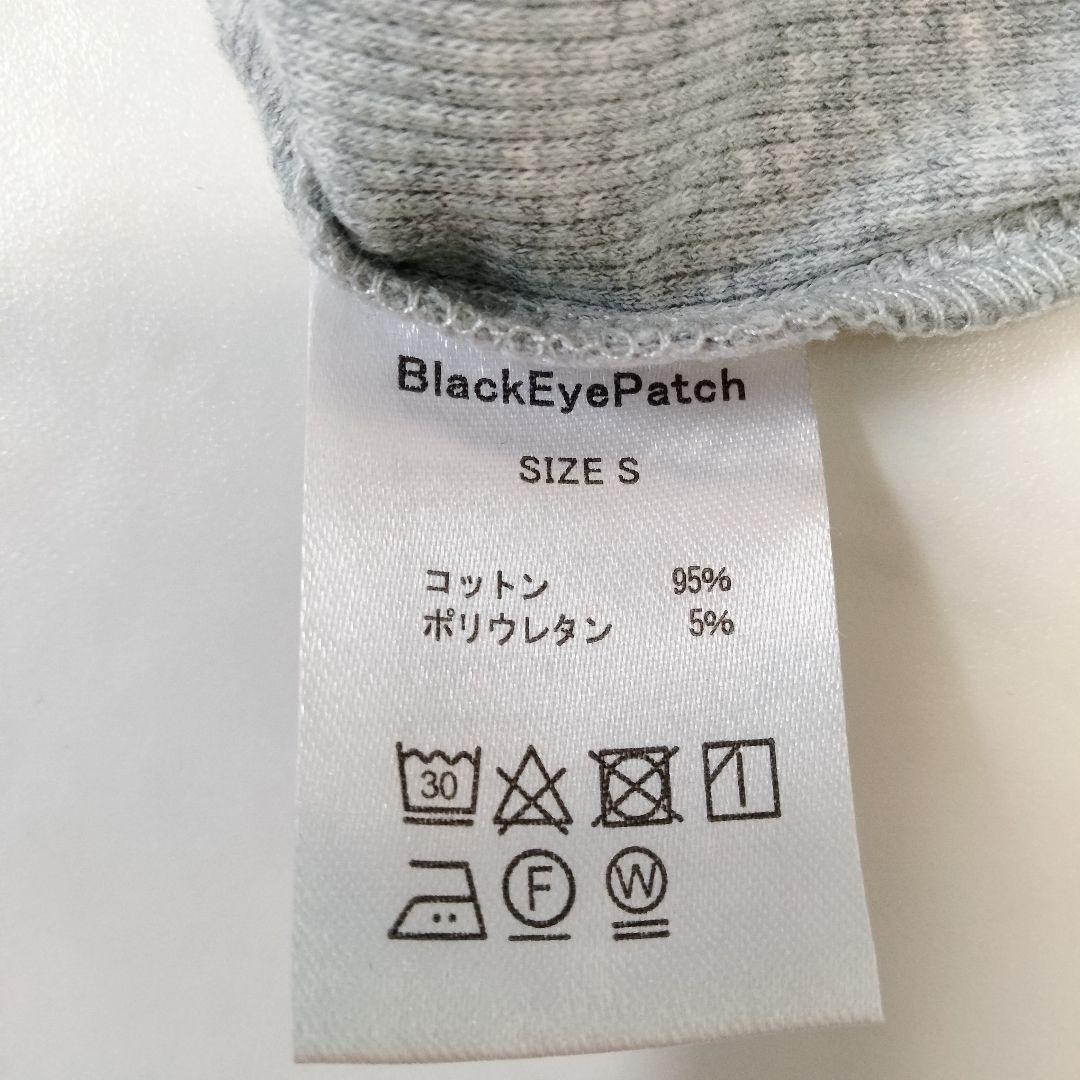 BlackEyePatch
SIZE S
コットン 95%
ポリウレタン 5%
30
F W